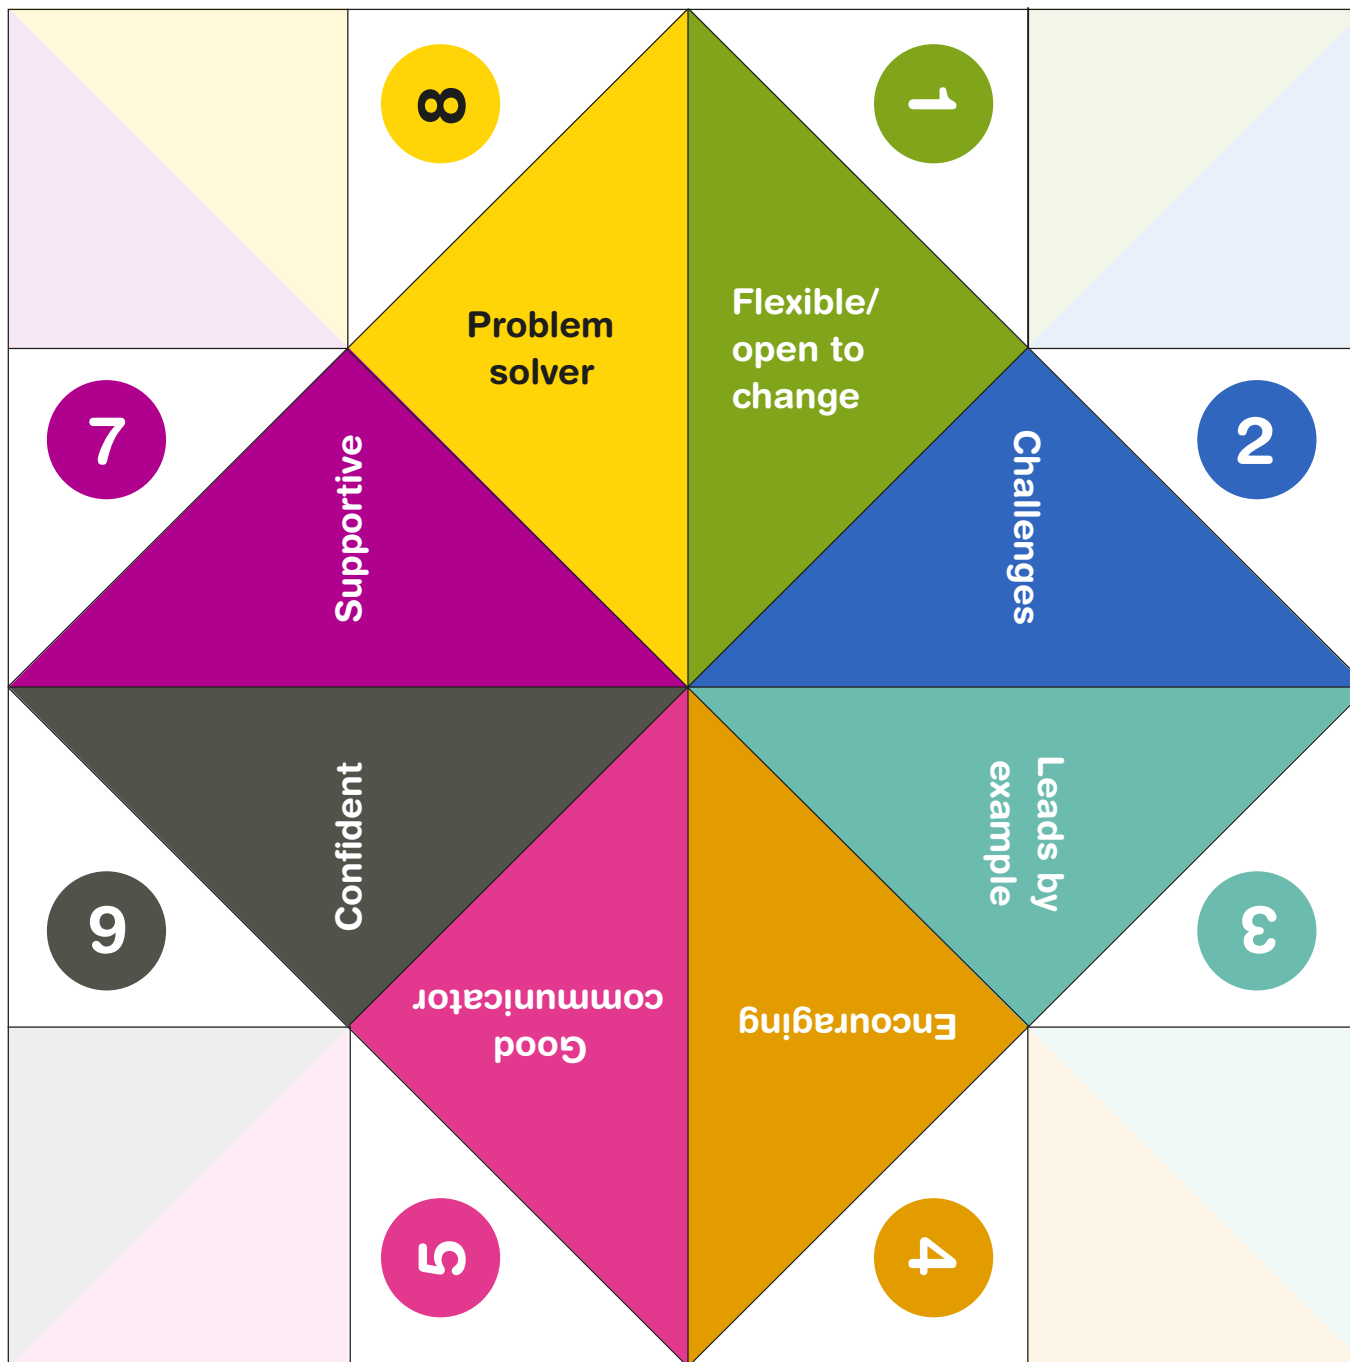 8
1
Problem
solver
Flexible/
open to
change
7
2
Supportive
Challenges
Confident
Leads by
example
6
3
Good
communicator
Encouraging
5
4